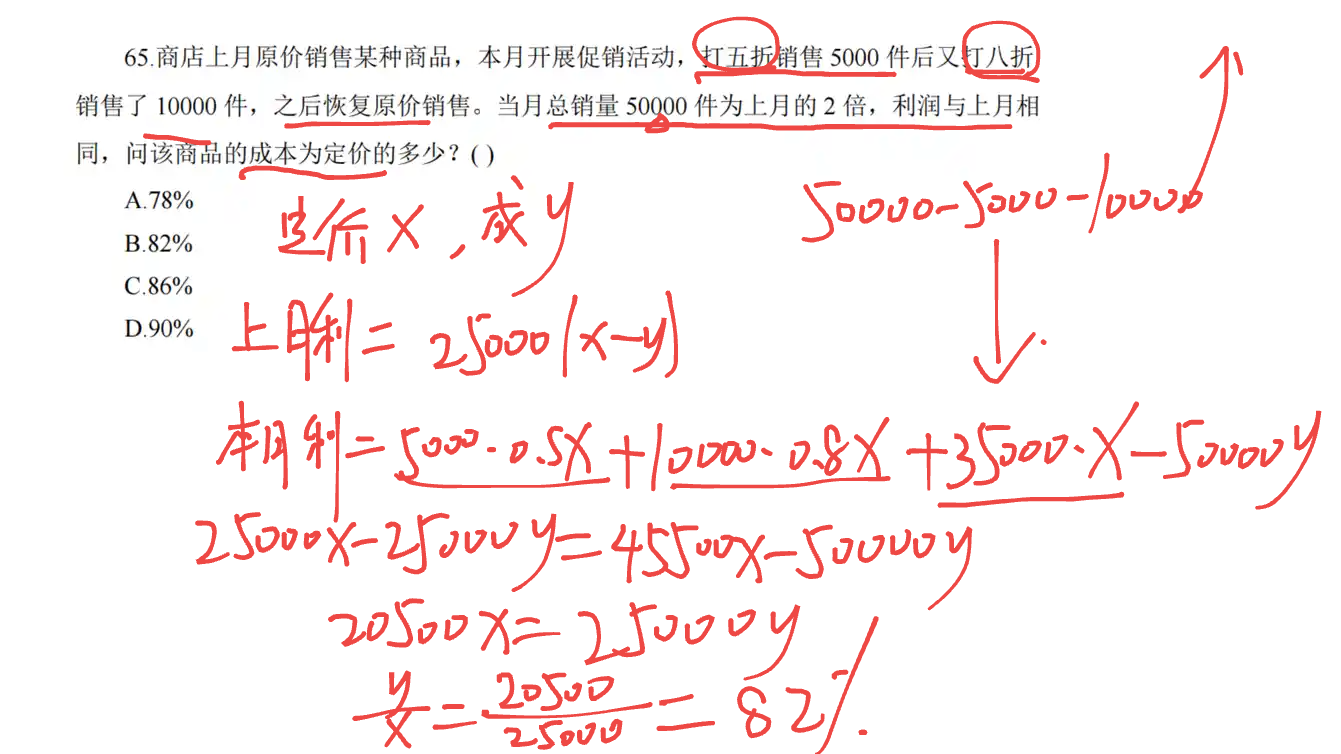 65.商店上月原价销售某种商品，本月开展促销活动，打五折销售 5000 件后又打八折
销售了 10000 件，之后恢复原价销售。当月总销量 50000 件为上月的 2 倍，利润与上月相
同，问该商品的成本为定价的多少？( )
A.78%
B.82%
C.86%
D.90%
50000-5000-10000
定价 x，成 y
上月利=25000(x-y)
本月利=5000·0.5x+10000·0.8x+35000·x-50000y
25000x-25000y=45500x-50000y
20500x=25000y
y/x=20500/25000=82%.